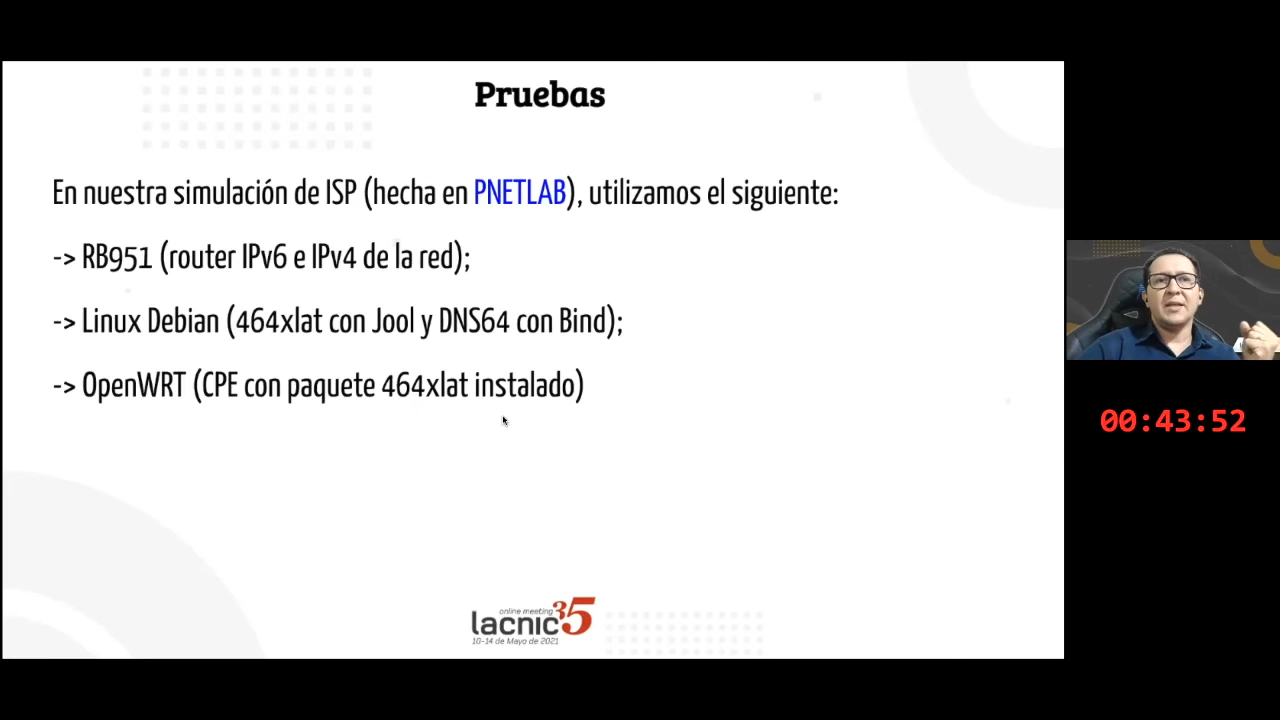 Pruebas
En nuestra simulación de ISP (hecha en PNETLAB), utilizamos el siguiente:
-> RB951 (router IPv6 e IPv4 de la red);
-> Linux Debian (464xlat con Jool y DNS64 con Bind);
-> OpenWRT (CPE con paquete 464xlat instalado)
00:43:52
online meeting
lacnic 35
10-14 de Mayo de 2021